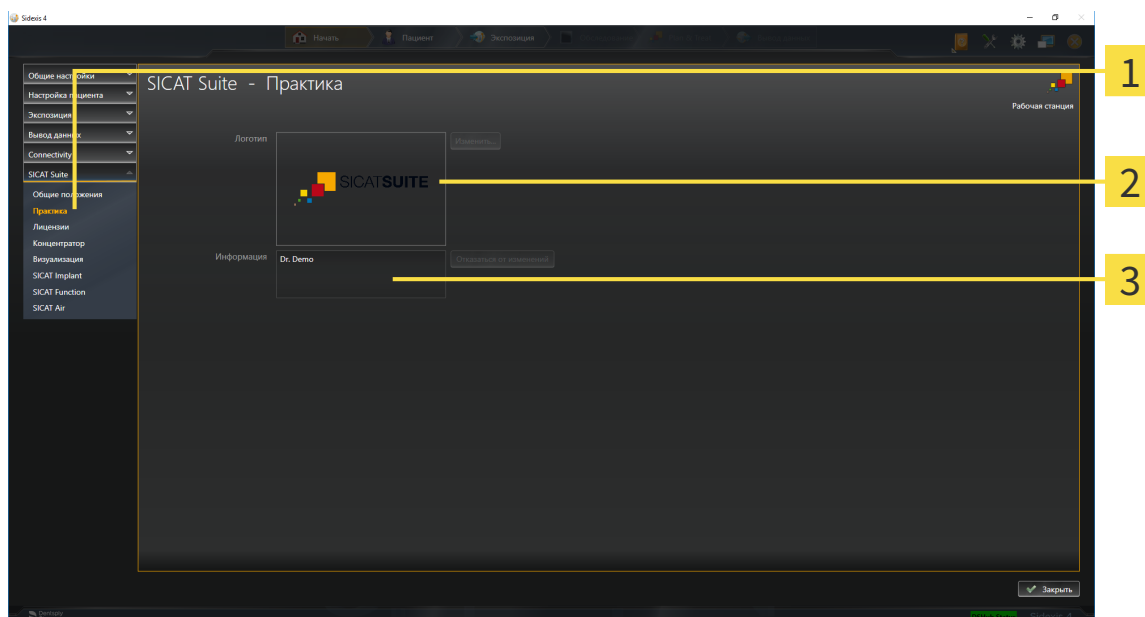 Sidexis 4
Начать Пациент Экспозиция
Общие настройки
Настройка пациента
Экспозиция
Вывод данных
Connectivity
SICAT Suite
Общие положения
Практика
Лицензии
Концентратор
Визуализация
SICAT Implant
SICAT Function
SICAT Air
SICAT Suite - Практика
Рабочая станция
Логотип
SICATSUITE
Изменить...
Информация
Dr. Demo
Отказаться от изменений
Закрыть
Dentsply
Sidexis 4
1
2
3